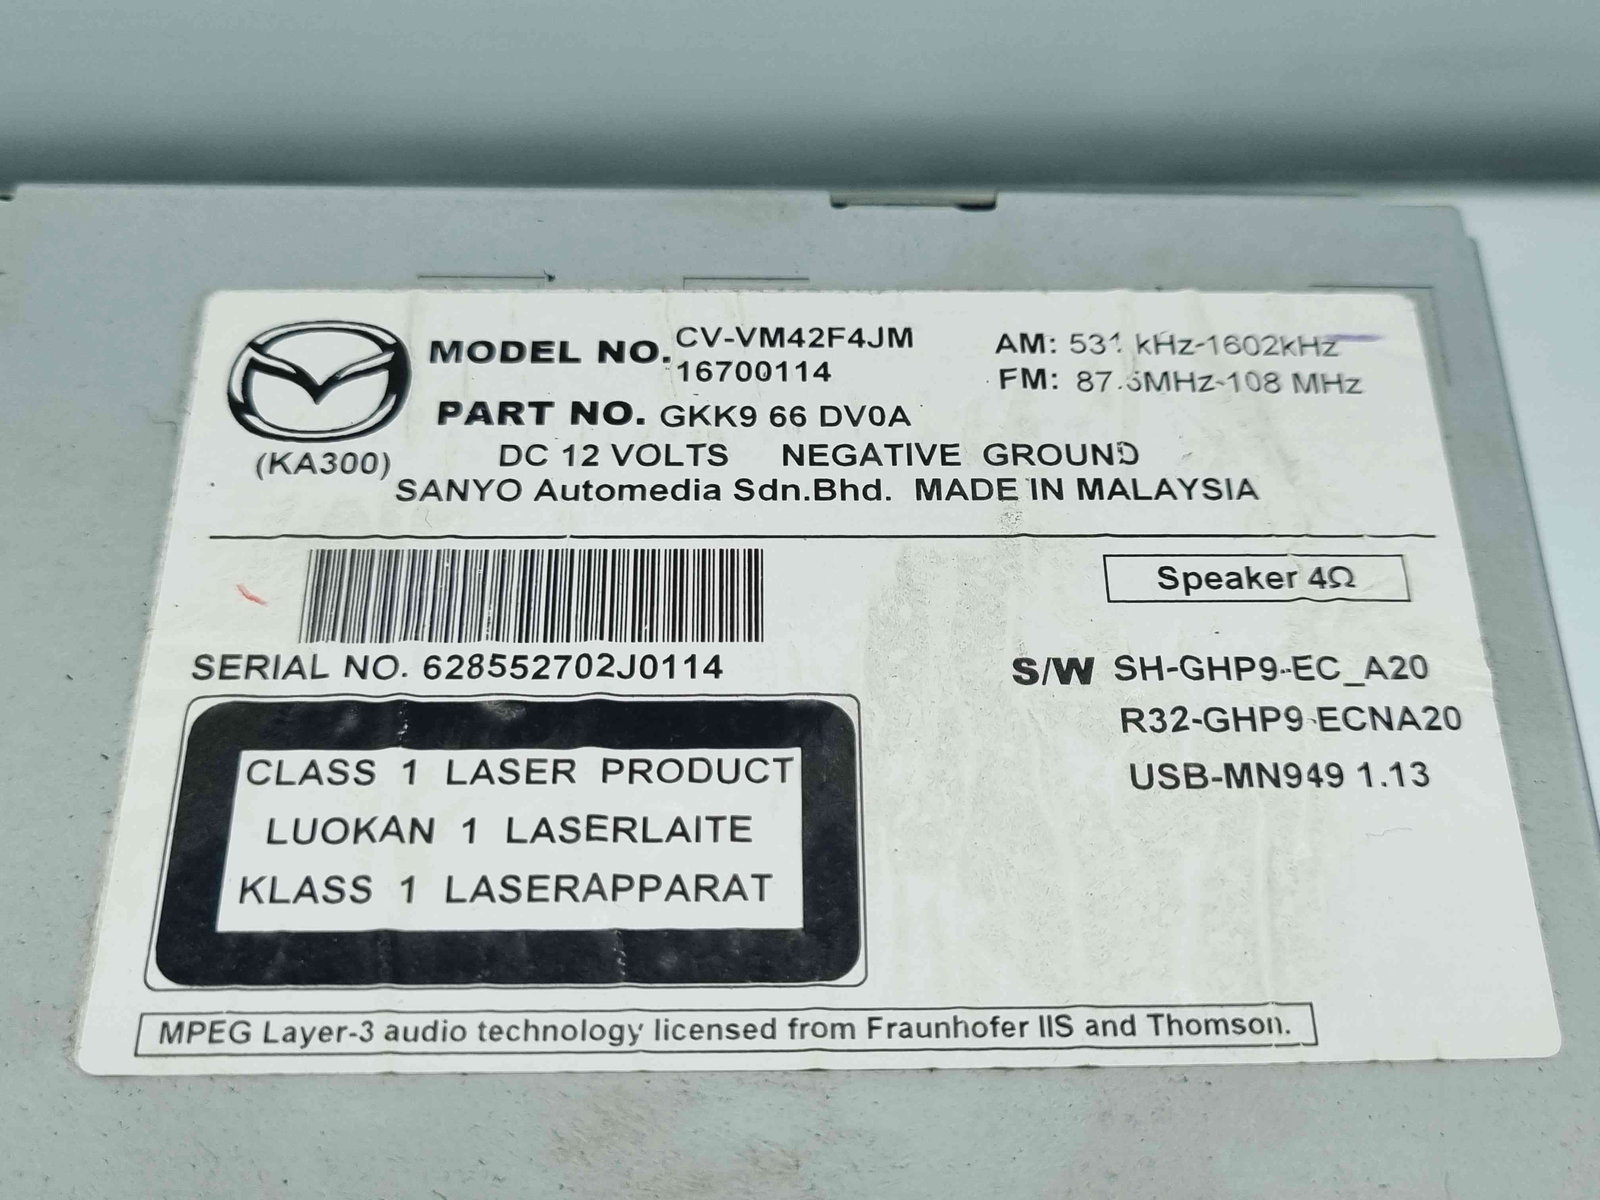 MODEL NO. CV-VM42F4JM
16700114
AM: 531 kHz-1602kHz
FM: 87.5MHz-108 MHz
PART NO. GKK9 66 DV0A
(KA300)
DC 12 VOLTS NEGATIVE GROUND
SANYO Automedia Sdn.Bhd. MADE IN MALAYSIA
Speaker 4Ω
SERIAL NO. 628552702J0114
S/W SH-GHP9-EC_A20
R32-GHP9-ECNA20
USB-MN949 1.13
CLASS 1 LASER PRODUCT
LUOKAN 1 LASERLAITE
KLASS 1 LASERAPPARAT
MPEG Layer-3 audio technology licensed from Fraunhofer IIS and Thomson.